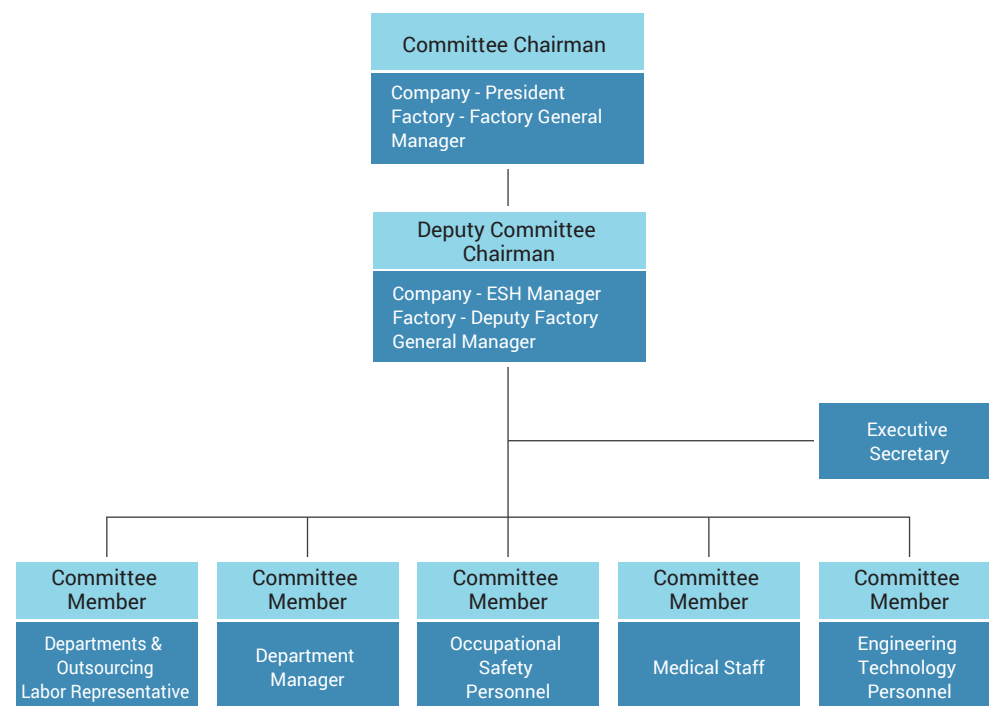 Committee Chairman
Company - President
Factory - Factory General
Manager
Deputy Committee
Chairman
Company - ESH Manager
Factory - Deputy Factory
General Manager
Executive
Secretary
Committee
Member
Departments &
Outsourcing
Labor Representative
Committee
Member
Department
Manager
Committee
Member
Occupational
Safety
Personnel
Committee
Member
Medical Staff
Committee
Member
Engineering
Technology
Personnel